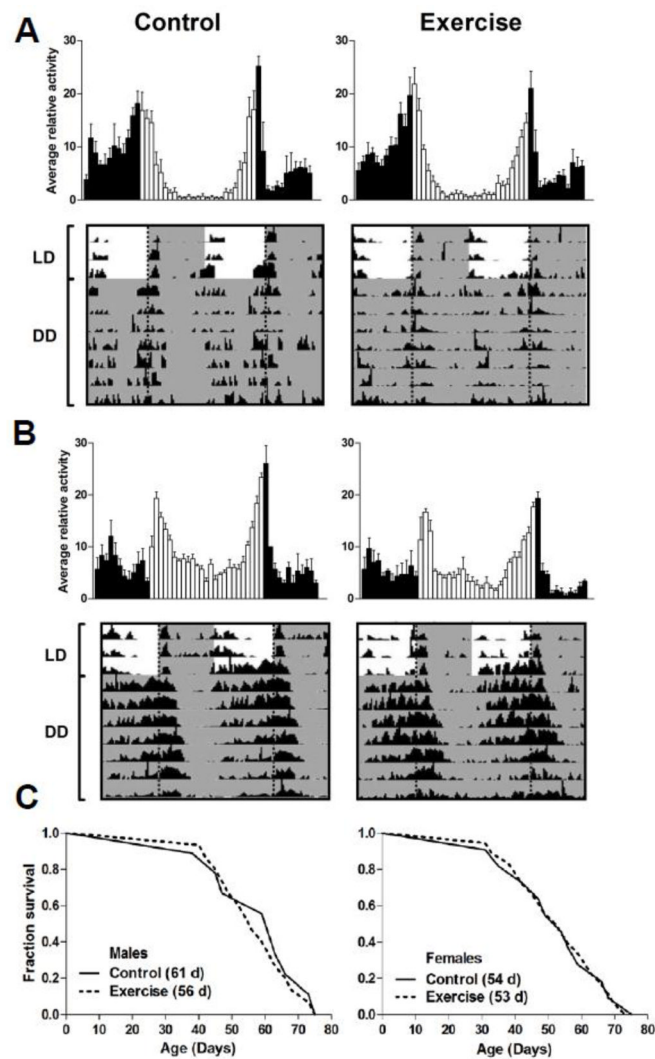 A
Control
Exercise
Average relative activity
30
20
10
0
30
20
10
0
LD
DD
B
Average relative activity
30
20
10
0
30
20
10
0
LD
DD
C
Fraction survival
1.0
0.8
0.6
0.4
0.2
0.0
Males
Control (61 d)
Exercise (56 d)
0 10 20 30 40 50 60 70 80
Age (Days)
1.0
0.8
0.6
0.4
0.2
0.0
Females
Control (54 d)
Exercise (53 d)
0 10 20 30 40 50 60 70 80
Age (Days)